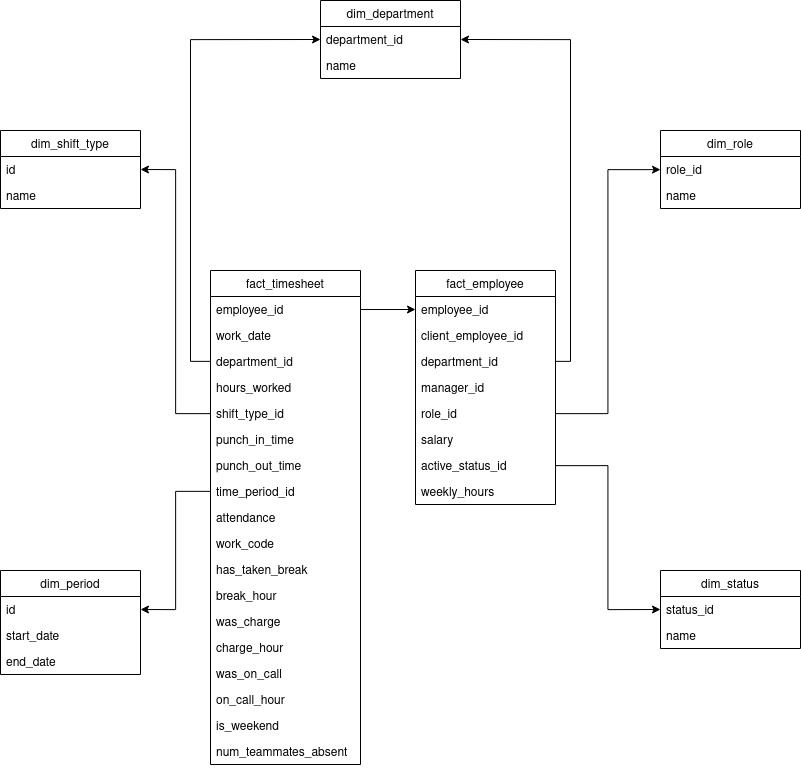 dim_department
department_id
name
dim_shift_type
id
name
dim_role
role_id
name
fact_timesheet
employee_id
work_date
department_id
hours_worked
shift_type_id
punch_in_time
punch_out_time
time_period_id
attendance
work_code
has_taken_break
break_hour
was_charge
charge_hour
was_on_call
on_call_hour
is_weekend
num_teammates_absent
fact_employee
employee_id
client_employee_id
department_id
manager_id
role_id
salary
active_status_id
weekly_hours
dim_period
id
start_date
end_date
dim_status
status_id
name